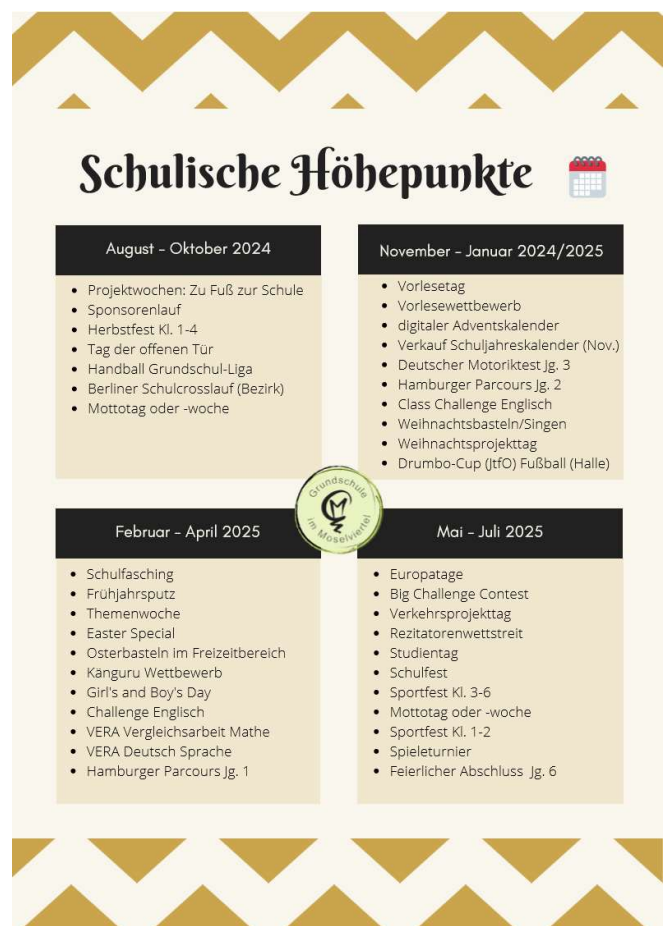 Schulische Höhepunkte
August - Oktober 2024
• Projektwochen: Zu Fuß zur Schule
• Sponsorenlauf
• Herbstfest Kl. 1-4
• Tag der offenen Tür
• Handball Grundschul-Liga
• Berliner Schulcrosslauf (Bezirk)
• Mottotag oder -woche
November - Januar 2024/2025
• Vorlesetag
• Vorlesewettbewerb
• digitaler Adventskalender
• Verkauf Schuljahreskalender (Nov.)
• Deutscher Motoriktest Jg. 3
• Hamburger Parcours Jg. 2
• Class Challenge Englisch
• Weihnachtsbasteln/Singen
• Weihnachtsprojekttag
• Drumbo-Cup (JtfO) Fußball (Halle)
Grundschule
im Moselviertel
Februar - April 2025
• Schulfasching
• Frühjahrsputz
• Themenwoche
• Easter Special
• Osterbasteln im Freizeitbereich
• Känguru Wettbewerb
• Girl's and Boy's Day
• Challenge Englisch
• VERA Vergleichsarbeit Mathe
• VERA Deutsch Sprache
• Hamburger Parcours Jg. 1
Mai - Juli 2025
• Europatage
• Big Challenge Contest
• Verkehrsprojekttag
• Rezitatorenwettstreit
• Studientag
• Schulfest
• Sportfest Kl. 3-6
• Mottotag oder -woche
• Sportfest Kl. 1-2
• Spieleturnier
• Feierlicher Abschluss Jg. 6